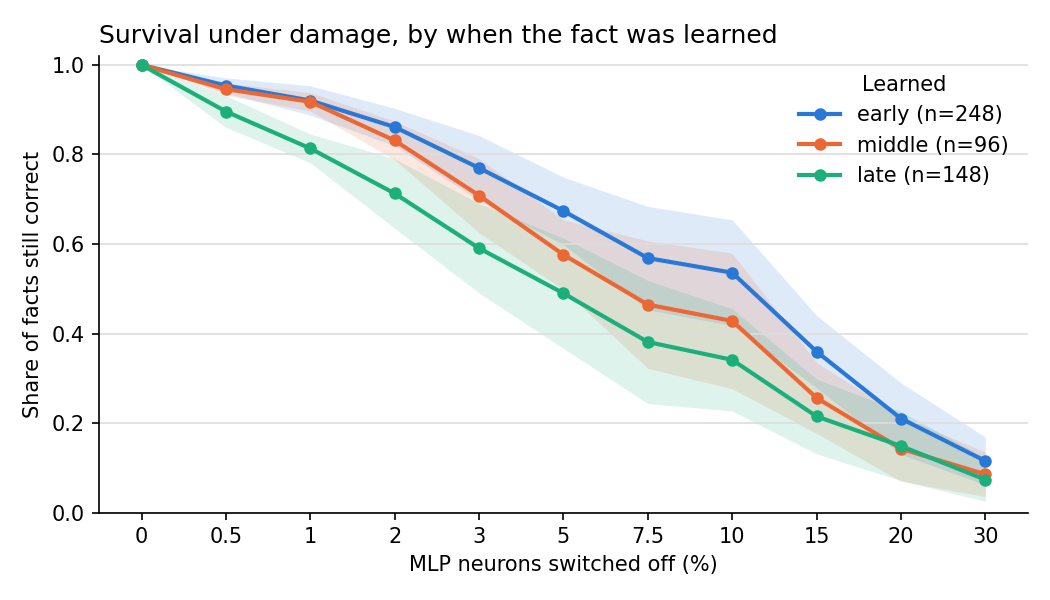 Survival under damage, by when the fact was learned
Share of facts still correct
1.0
0.8
0.6
0.4
0.2
0.0
Learned
early (n=248)
middle (n=96)
late (n=148)
0 0.5 1 2 3 5 7.5 10 15 20 30
MLP neurons switched off (%)